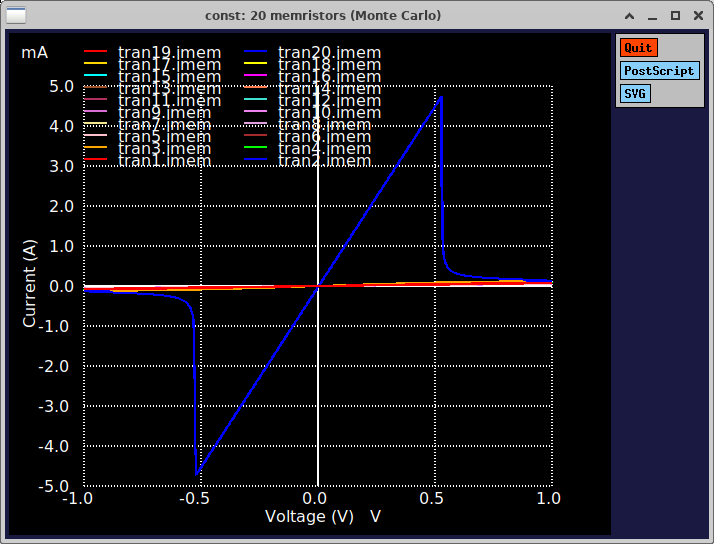 const: 20 memristors (Monte Carlo)
Quit
PostScript
SVG
mA
tran19.imem tran20.imem
tran17.imem tran18.imem
tran15.imem tran16.imem
tran13.imem tran14.imem
tran11.imem tran12.imem
tran9.imem tran10.imem
tran7.imem tran8.imem
tran5.imem tran6.imem
tran3.imem tran4.imem
tran1.imem tran2.imem
5.0
4.0
3.0
2.0
1.0
0.0
-1.0
-2.0
-3.0
-4.0
-5.0
Current (A)
-1.0 -0.5 0.0 0.5 1.0
Voltage (V) V